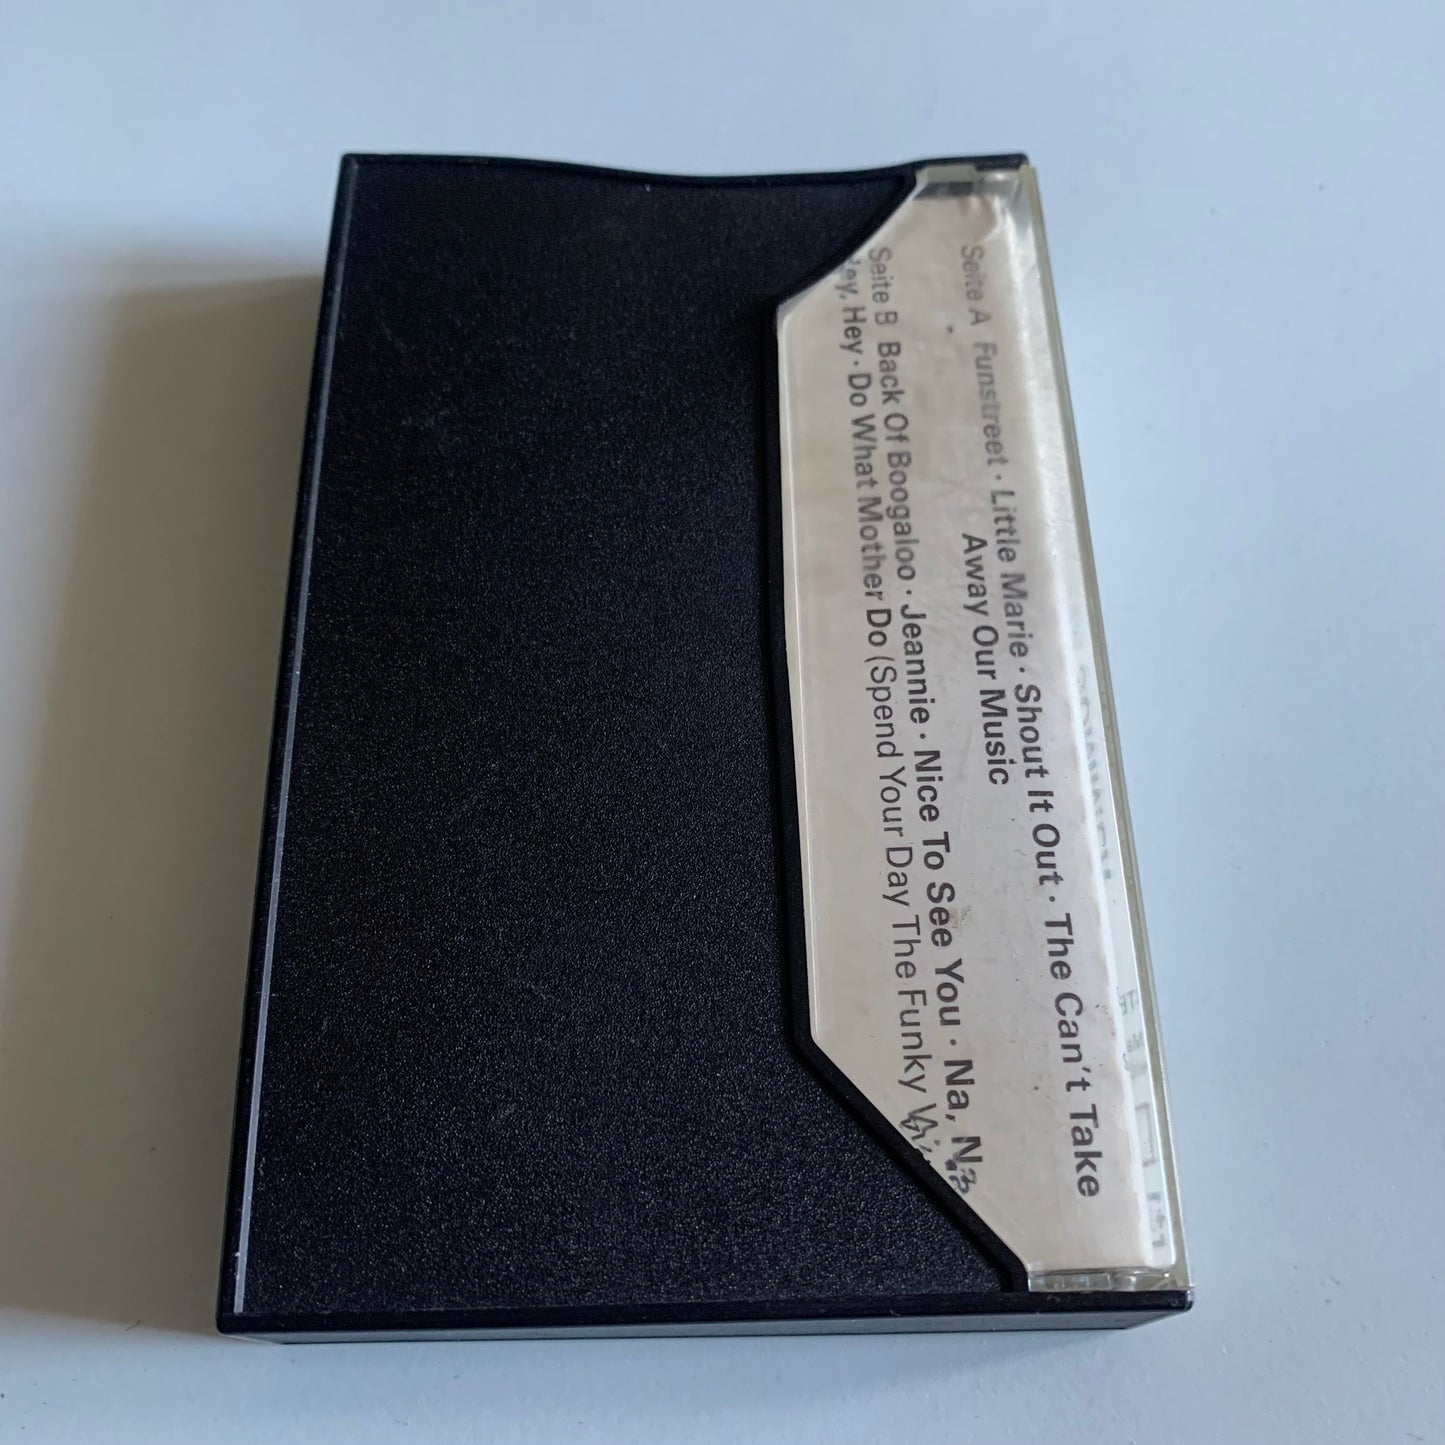 Seite A Funstreet · Little Marie · Shout It Out · The Can't Take
Away Our Music
Seite B Back Of Boogaloo · Jeannie · Nice To See You · Na, Na
Hey, Hey · Do What Mother Do (Spend Your Day The Funky